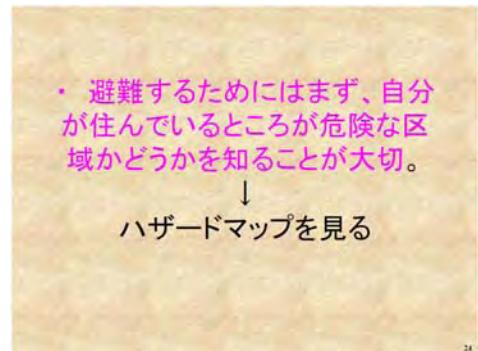 ・ 避難するためにはまず、自分
が住んでいるところが危険な区
域かどうかを知ることが大切。
↓
ハザードマップを見る
24